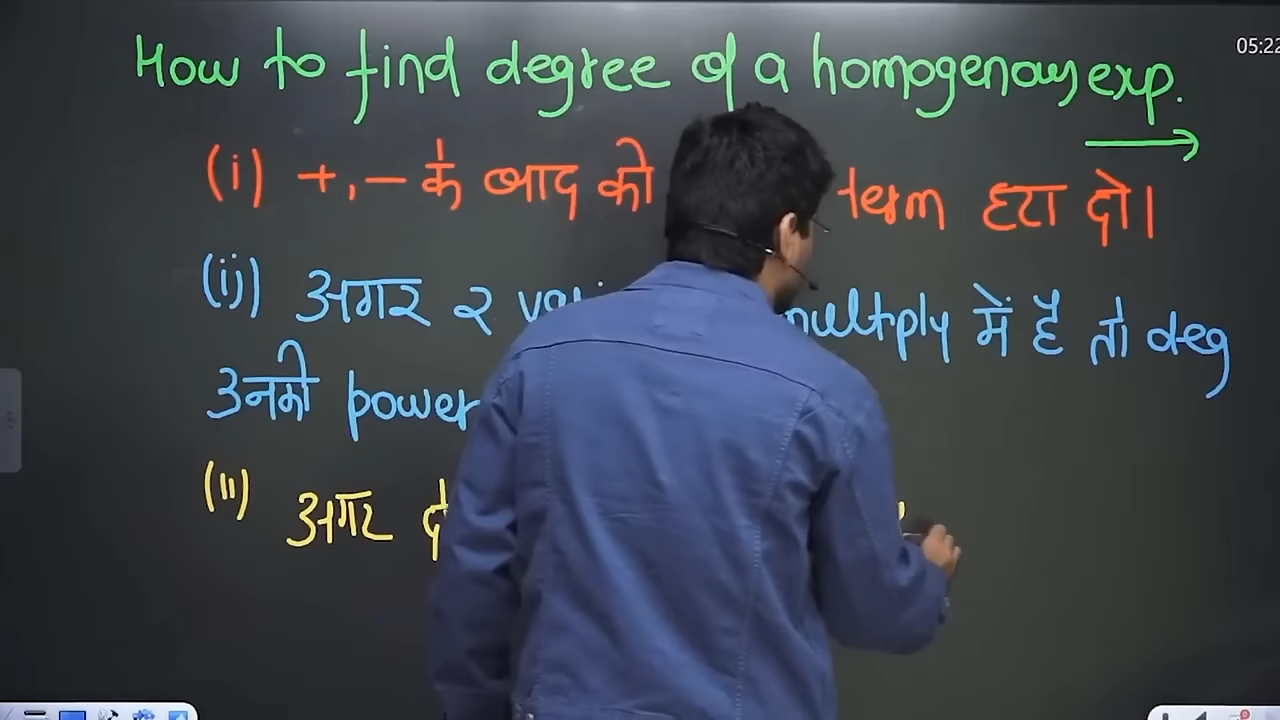 05:22
How to find degree of a homogenous exp.
(i) +,- के बाद को term हटा दो।
(ii) अगर २ multply में है तो deg
उनकी power
(iii) अगर